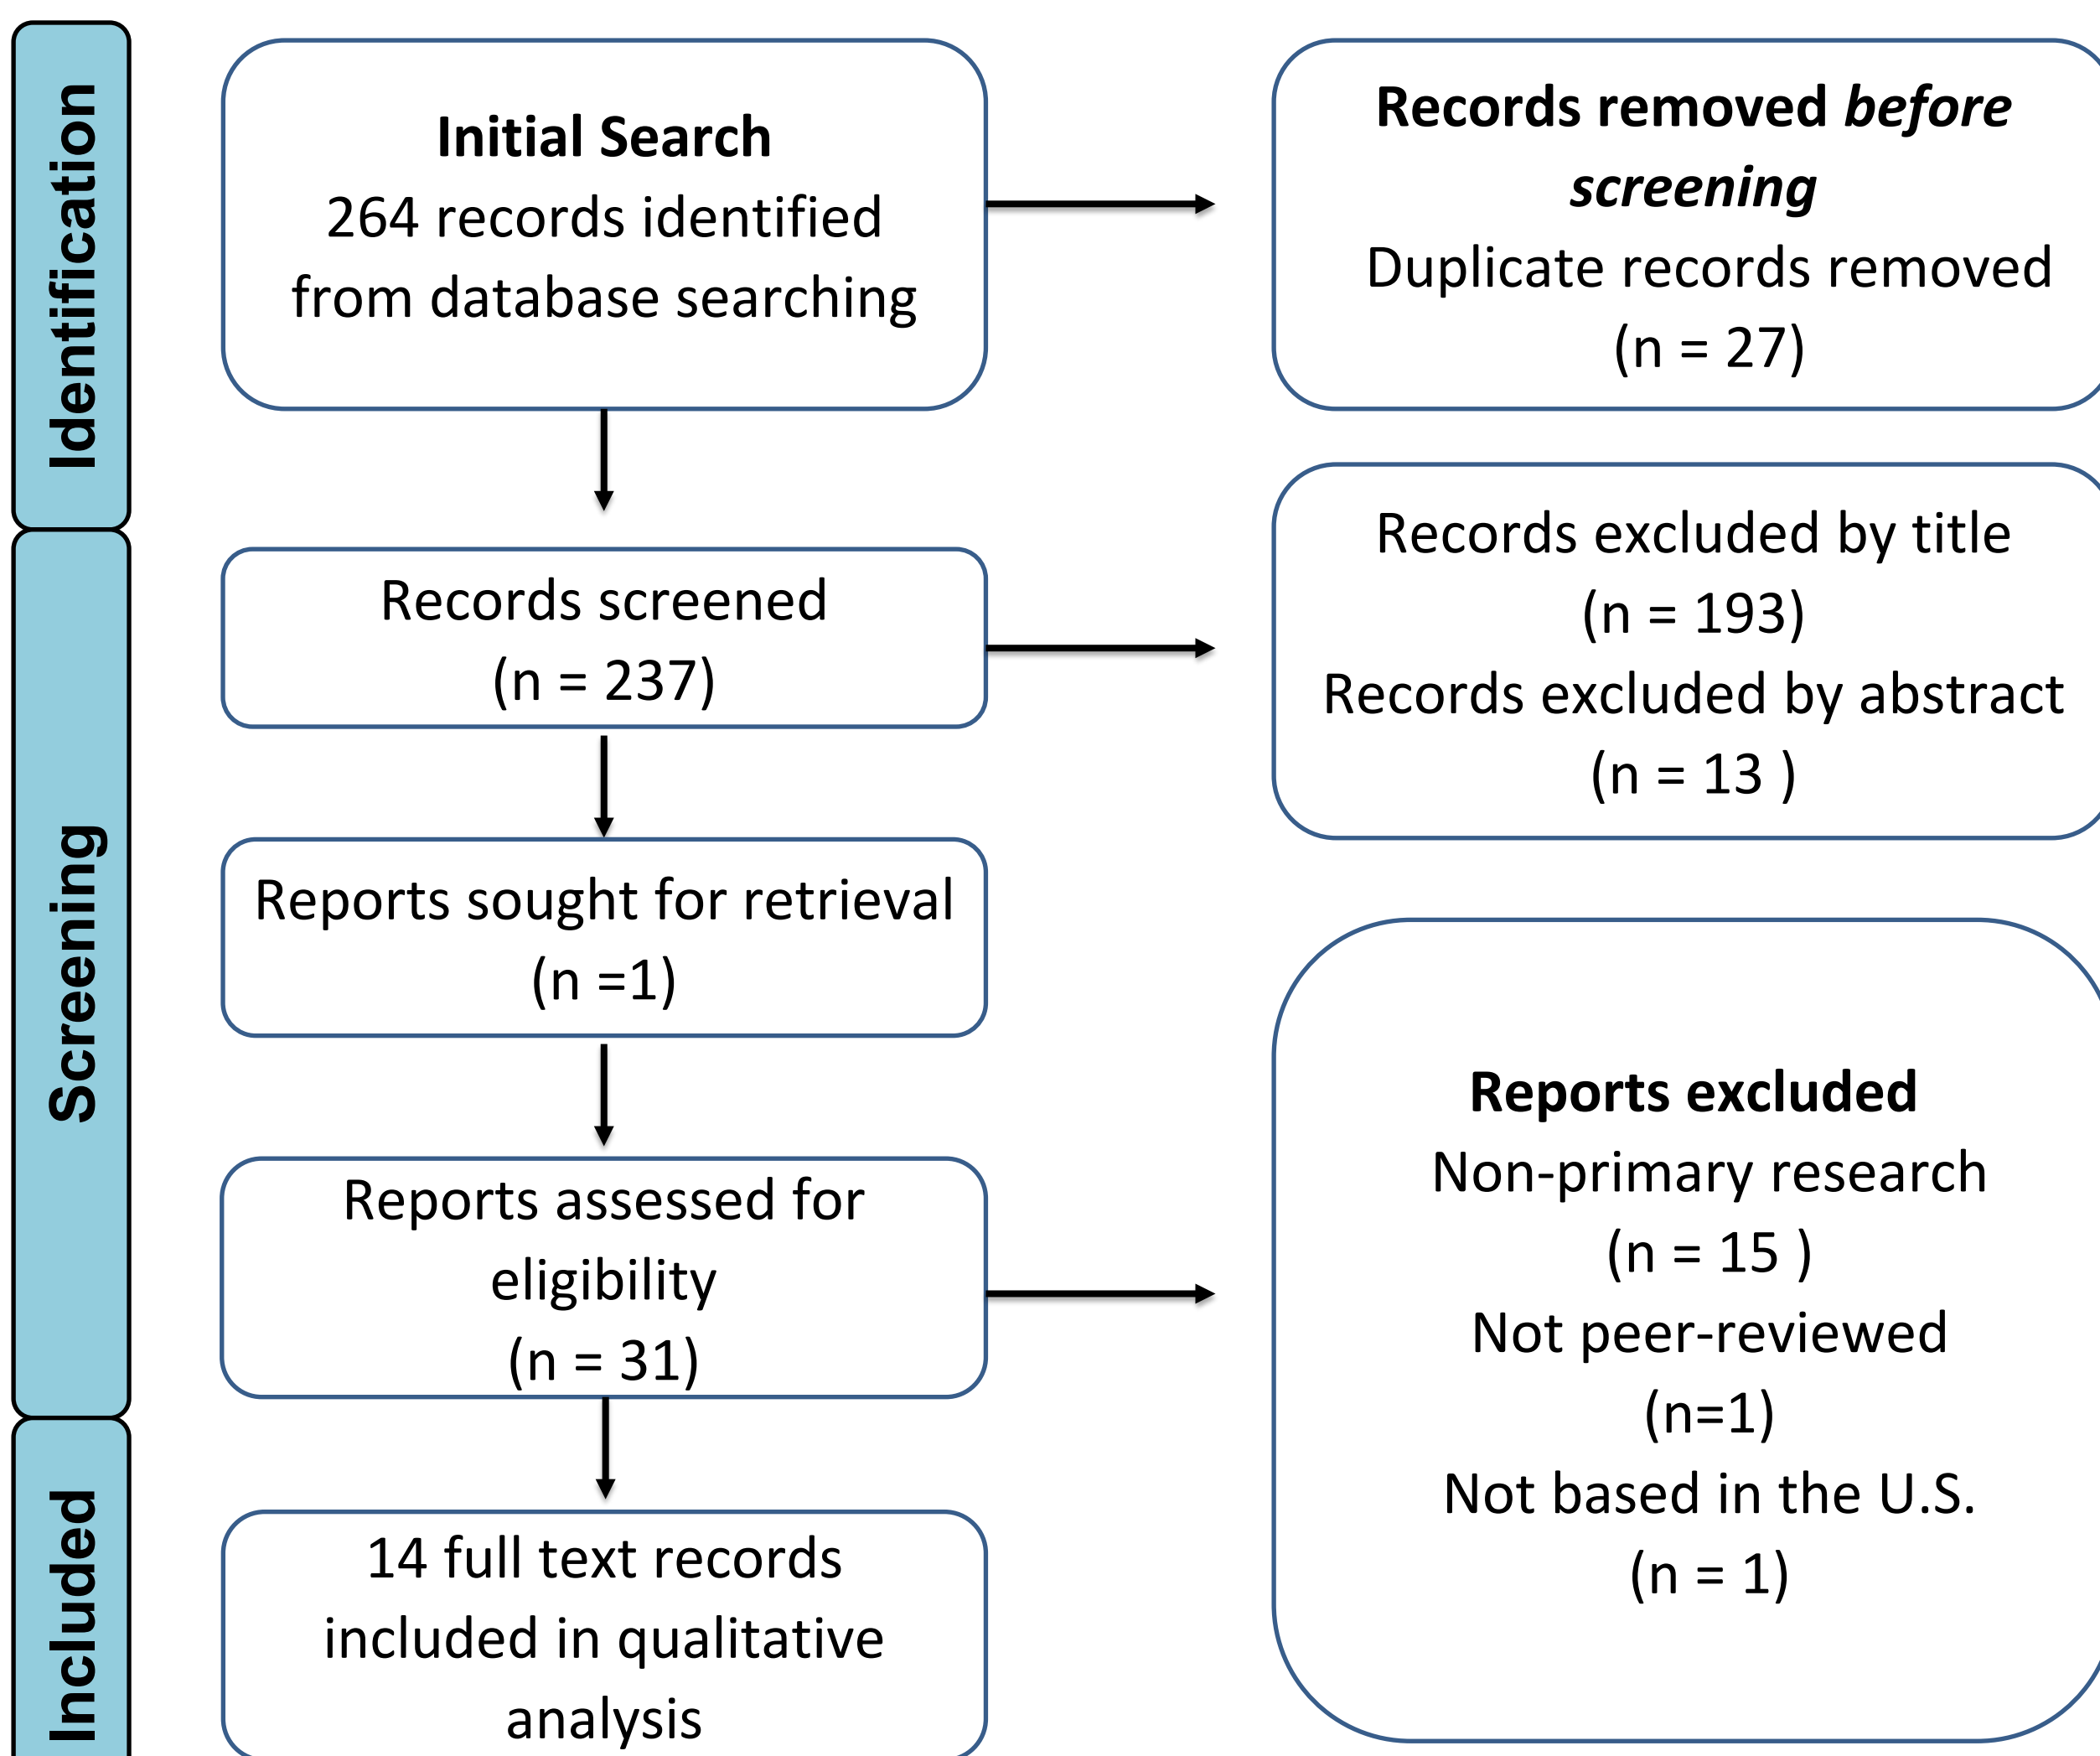 Identification
Initial Search
264 records identified
from database searching
Records removed before
screening
Duplicate records removed
(n = 27)
Screening
Records screened
(n = 237)
Records excluded by title
(n = 193)
Records excluded by abstract
(n = 13 )
Reports sought for retrieval
(n =1)
Reports assessed for
eligibility
(n = 31)
Reports excluded
Non-primary research
(n = 15 )
Not peer-reviewed
(n=1)
Not based in the U.S.
(n = 1)
Included
14 full text records
included in qualitative
analysis